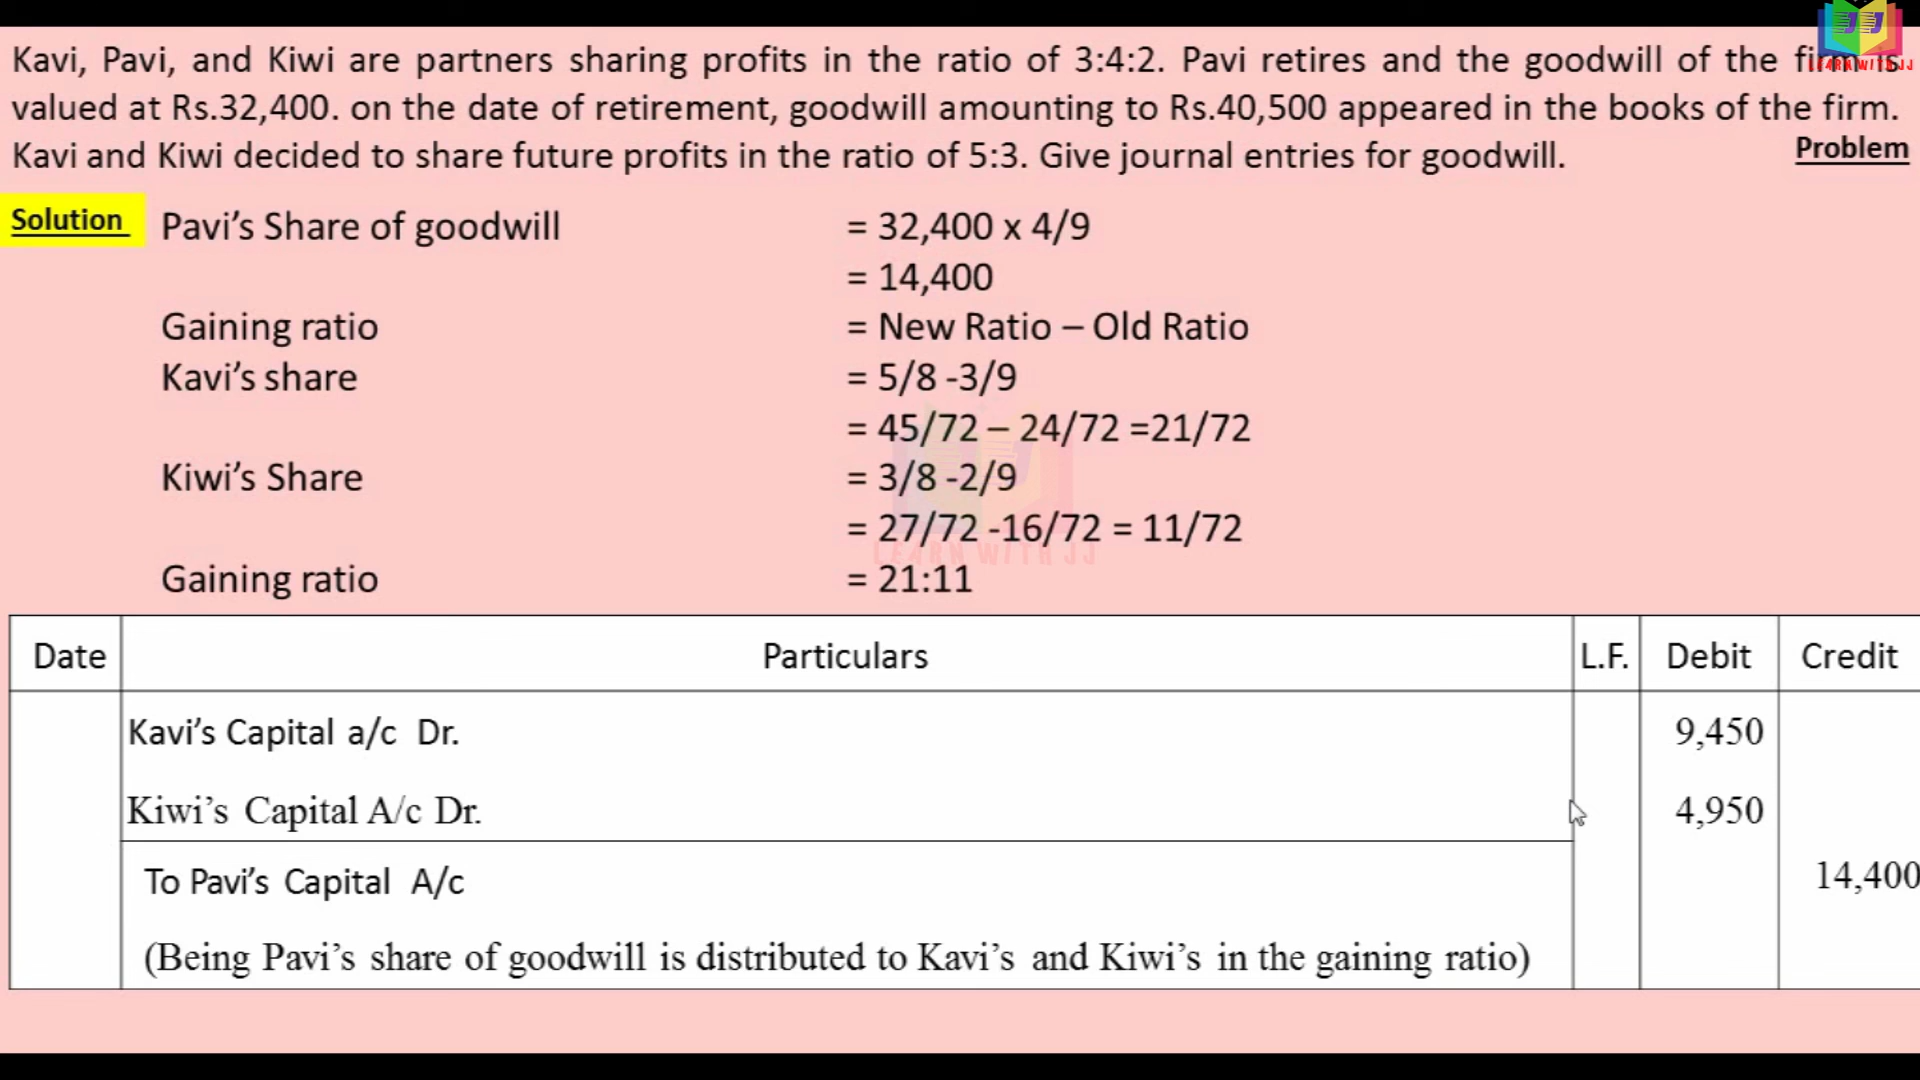 Kavi, Pavi, and Kiwi are partners sharing profits in the ratio of 3:4:2. Pavi retires and the goodwill of the
valued at Rs.32,400. on the date of retirement, goodwill amounting to Rs.40,500 appeared in the books of the firm.
Kavi and Kiwi decided to share future profits in the ratio of 5:3. Give journal entries for goodwill.
Problem
LEARN WITH JJ
Solution
Pavi’s Share of goodwill = 32,400 x 4/9
= 14,400
Gaining ratio = New Ratio – Old Ratio
Kavi’s share = 5/8 -3/9
= 45/72 – 24/72 =21/72
Kiwi’s Share = 3/8 -2/9
= 27/72 -16/72 = 11/72
LEARN WITH JJ
Gaining ratio = 21:11
Date Particulars L.F. Debit Credit
Kavi’s Capital a/c Dr. 9,450
Kiwi’s Capital A/c Dr. 4,950
To Pavi’s Capital A/c 14,400
(Being Pavi’s share of goodwill is distributed to Kavi’s and Kiwi’s in the gaining ratio)